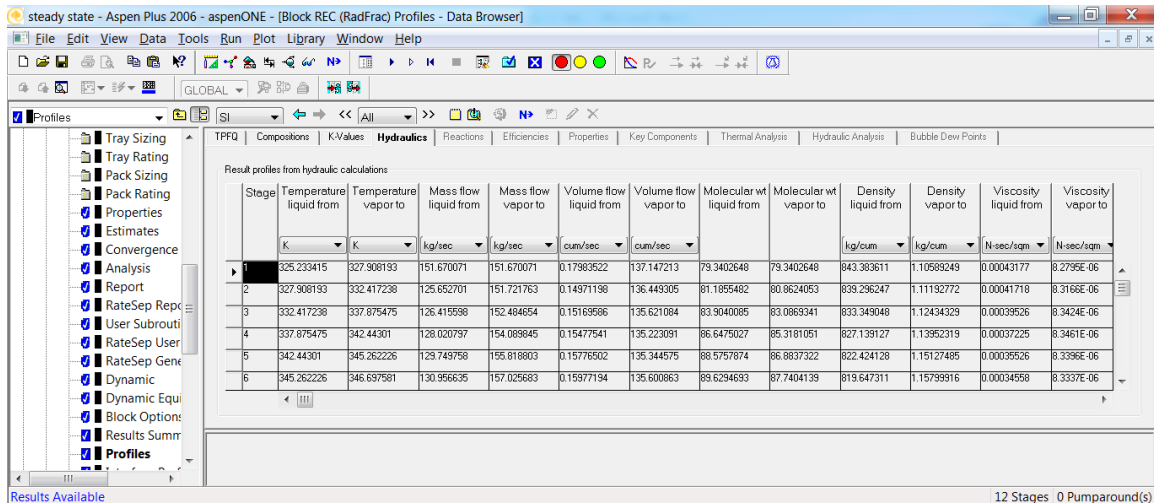 steady state - Aspen Plus 2006 - aspenONE - [Block REC (RadFrac) Profiles - Data Browser]
File Edit View Data Tools Run Plot Library Window Help
GLOBAL
Profiles SI << All >> N>
TPFQ Compositions K-Values Hydraulics Reactions Efficiencies Properties Key Components Thermal Analysis Hydraulic Analysis Bubble Dew Points
Tray Sizing
Tray Rating
Pack Sizing
Pack Rating
Properties
Estimates
Convergence
Analysis
Report
RateSep Repo
User Subrouti
RateSep User
RateSep Gene
Dynamic
Dynamic Equi
Block Options
Results Summ
Profiles
Result profiles from hydraulic calculations
Stage Temperature liquid from Temperature vapor to Mass flow liquid from Mass flow vapor to Volume flow liquid from Volume flow vapor to Molecular wt liquid from Molecular wt vapor to Density liquid from Density vapor to Viscosity liquid from Viscosity vapor to
K K kg/sec kg/sec cum/sec cum/sec kg/cum kg/cum N-sec/sqm N-sec/sqm
1 325.233415 327.908193 151.670071 151.670071 0.17983522 137.147213 79.3402648 79.3402648 843.383611 1.10589249 0.00043177 8.2795E-06
2 327.908193 332.417238 125.652701 151.721763 0.14971198 136.449305 81.1855482 80.8624053 839.296247 1.11192772 0.00041718 8.3166E-06
3 332.417238 337.875475 126.415598 152.484654 0.15169586 135.621084 83.9040085 83.0869341 833.349048 1.12434329 0.00039526 8.3424E-06
4 337.875475 342.44301 128.020797 154.089845 0.15477541 135.223091 86.6475027 85.3181051 827.139127 1.13952319 0.00037225 8.3461E-06
5 342.44301 345.262226 129.749758 155.818803 0.15776502 135.344575 88.5757874 86.8837322 822.424128 1.15127485 0.00035526 8.3396E-06
6 345.262226 346.697581 130.956635 157.025683 0.15977194 135.600863 89.6294693 87.7404139 819.647311 1.15799916 0.00034558 8.3337E-06
Results Available 12 Stages 0 Pumparound(s)